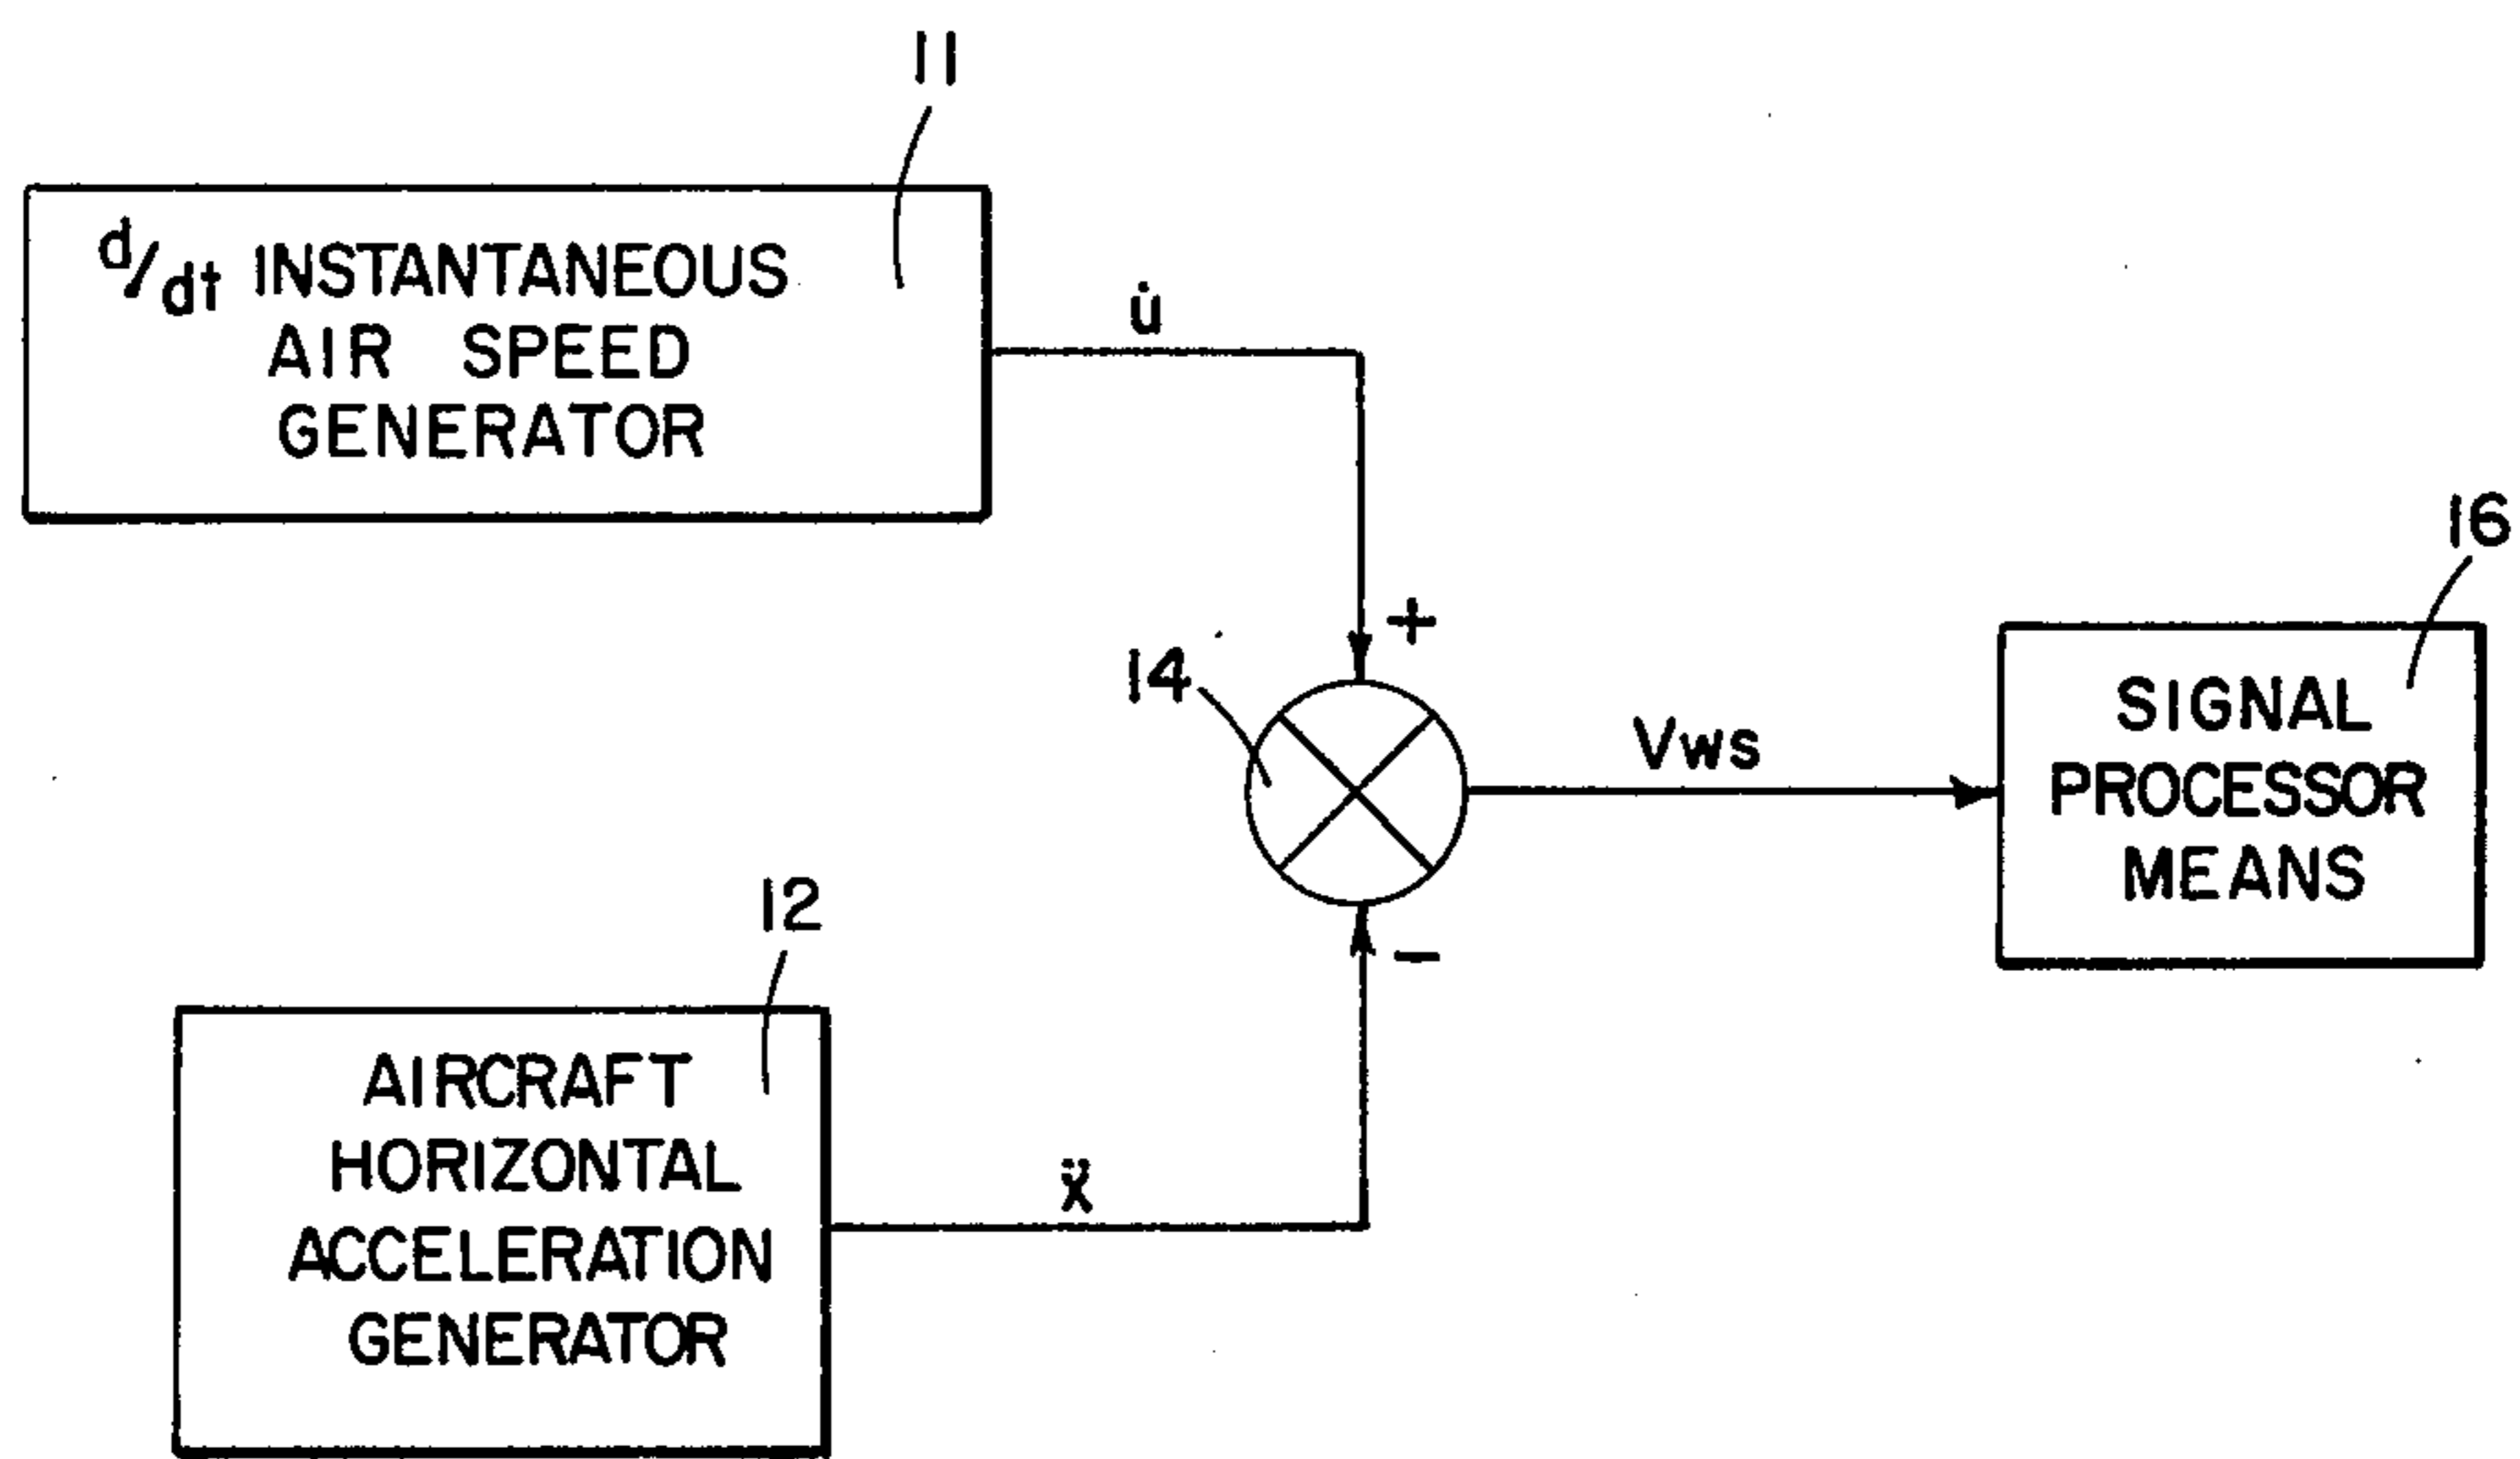 11
d/dt INSTANTANEOUS
AIR SPEED
GENERATOR
u̇
+
14
Vws
16
SIGNAL
PROCESSOR
MEANS
12
−
AIRCRAFT
HORIZONTAL
ACCELERATION
GENERATOR
ẍ